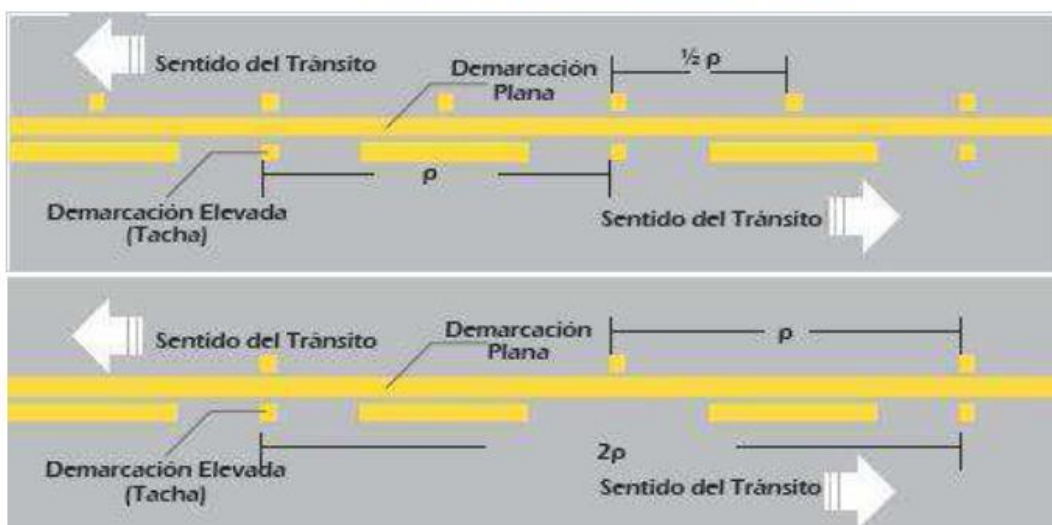 Sentido del Tránsito
Demarcación
Plana
½ ρ
ρ
Demarcación Elevada
(Tacha)
Sentido del Tránsito
Sentido del Tránsito
Demarcación
Plana
ρ
2ρ
Demarcación Elevada
(Tacha)
Sentido del Tránsito